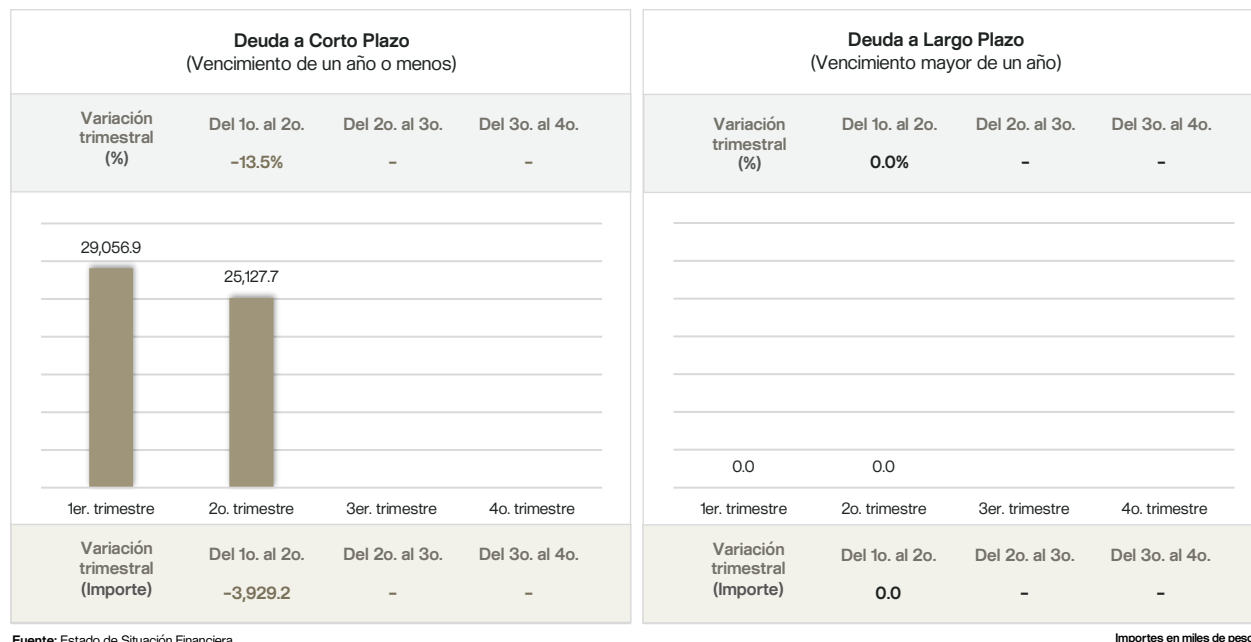 Deuda a Corto Plazo
(Vencimiento de un año o menos)
Variación trimestral (%)
Del 1o. al 2o.
Del 2o. al 3o.
Del 3o. al 4o.
-13.5%
-
-
29,056.9
25,127.7
1er. trimestre
2o. trimestre
3er. trimestre
4o. trimestre
Variación trimestral (Importe)
Del 1o. al 2o.
Del 2o. al 3o.
Del 3o. al 4o.
-3,929.2
-
-
Deuda a Largo Plazo
(Vencimiento mayor de un año)
Variación trimestral (%)
Del 1o. al 2o.
Del 2o. al 3o.
Del 3o. al 4o.
0.0%
-
-
0.0
0.0
1er. trimestre
2o. trimestre
3er. trimestre
4o. trimestre
Variación trimestral (Importe)
Del 1o. al 2o.
Del 2o. al 3o.
Del 3o. al 4o.
0.0
-
-
Fuente: Estado de Situación Financiera
Importes en miles de